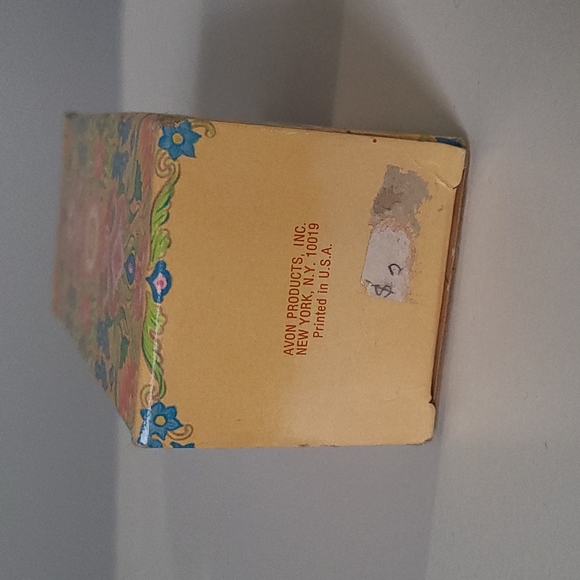 AVON PRODUCTS, INC.
NEW YORK, N.Y. 10019
Printed in U.S.A.